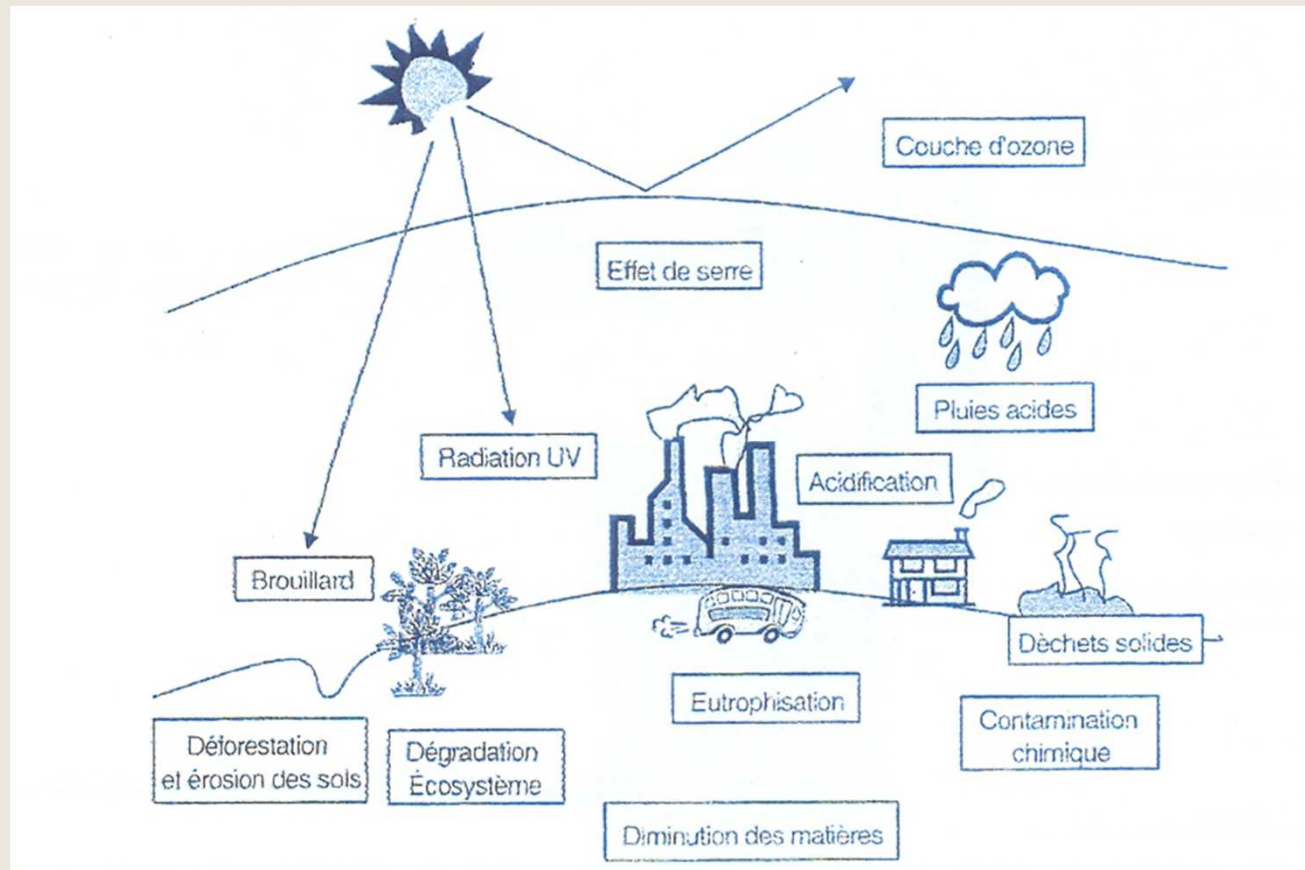 Couche d'ozone
Effet de serre
Pluies acides
Radiation UV
Acidification
Brouillard
Dèchets solides
Eutrophisation
Contamination
chimique
Déforestation
et érosion des sols
Dégradation
Écosystème
Diminution des matières